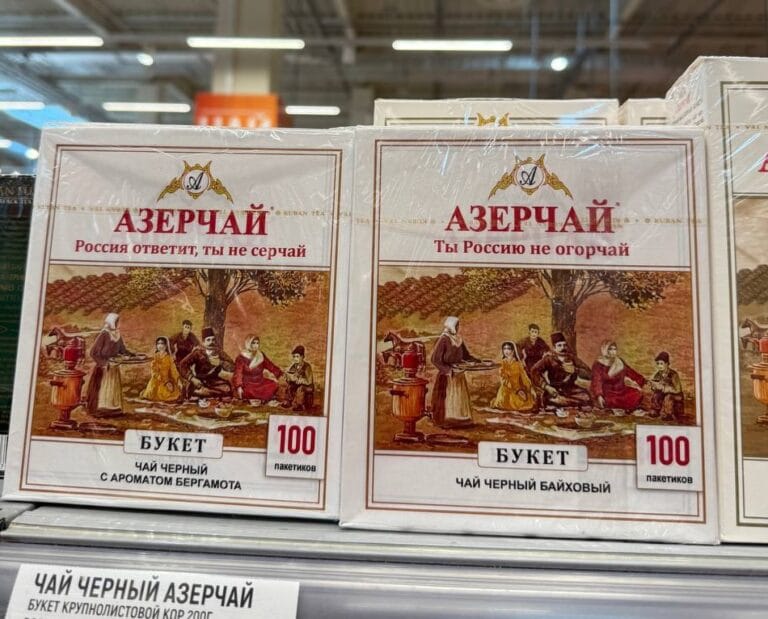 ЧАЙ
А
АЗЕРЧАЙ
Россия ответит, ты не серчай
БУКЕТ
100
пакетиков
ЧАЙ ЧЕРНЫЙ
С АРОМАТОМ БЕРГАМОТА
А
АЗЕРЧАЙ
Ты Россию не огорчай
БУКЕТ
100
пакетиков
ЧАЙ ЧЕРНЫЙ БАЙХОВЫЙ
ЧАЙ ЧЕРНЫЙ АЗЕРЧАЙ
БУКЕТ КРУПНОЛИСТОВОЙ КОР 200Г